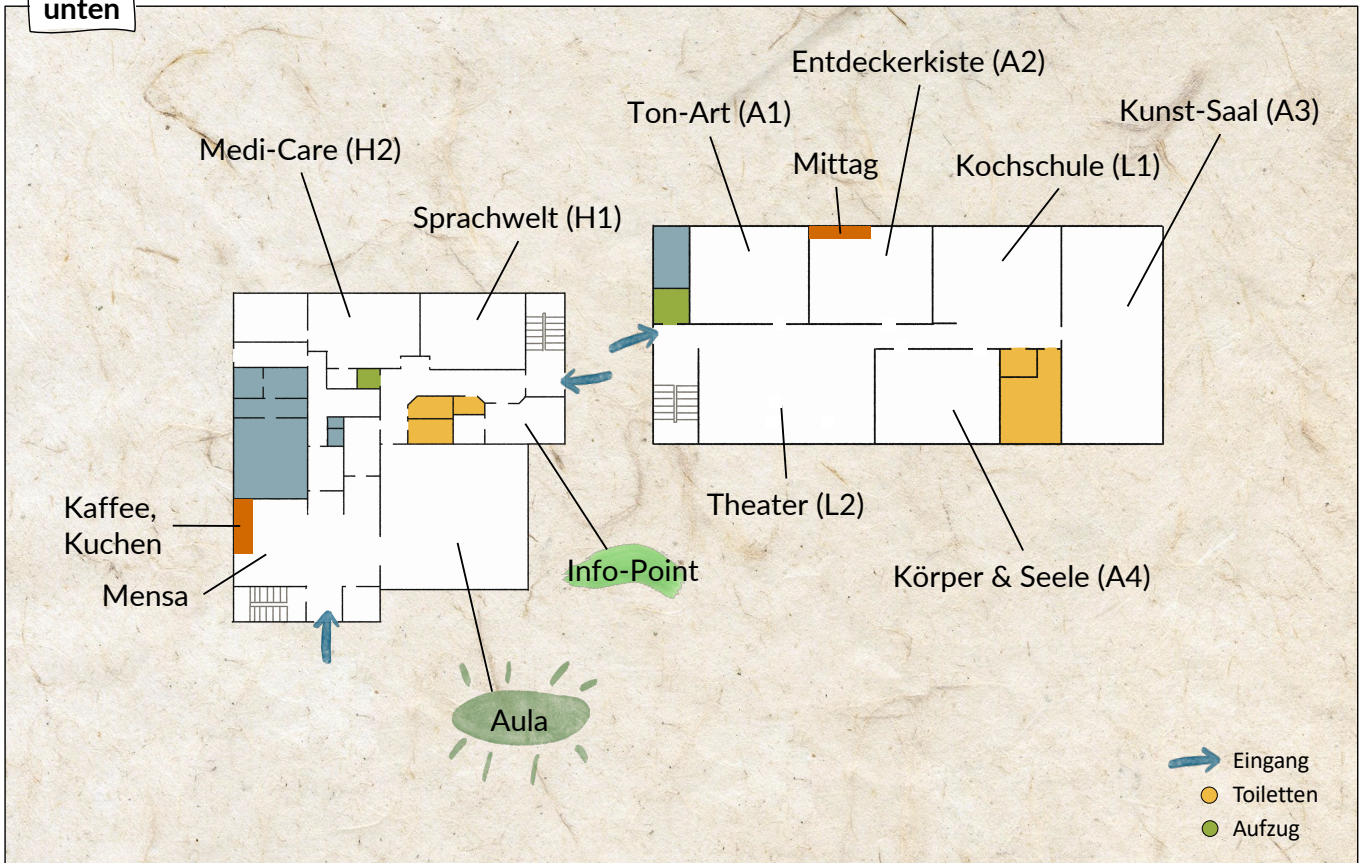 unten
Entdeckerkiste (A2)
Ton-Art (A1)
Kunst-Saal (A3)
Medi-Care (H2)
Mittag
Kochschule (L1)
Sprachwelt (H1)
Kaffee,
Kuchen
Theater (L2)
Info-Point
Körper & Seele (A4)
Mensa
Aula
Eingang
Toiletten
Aufzug